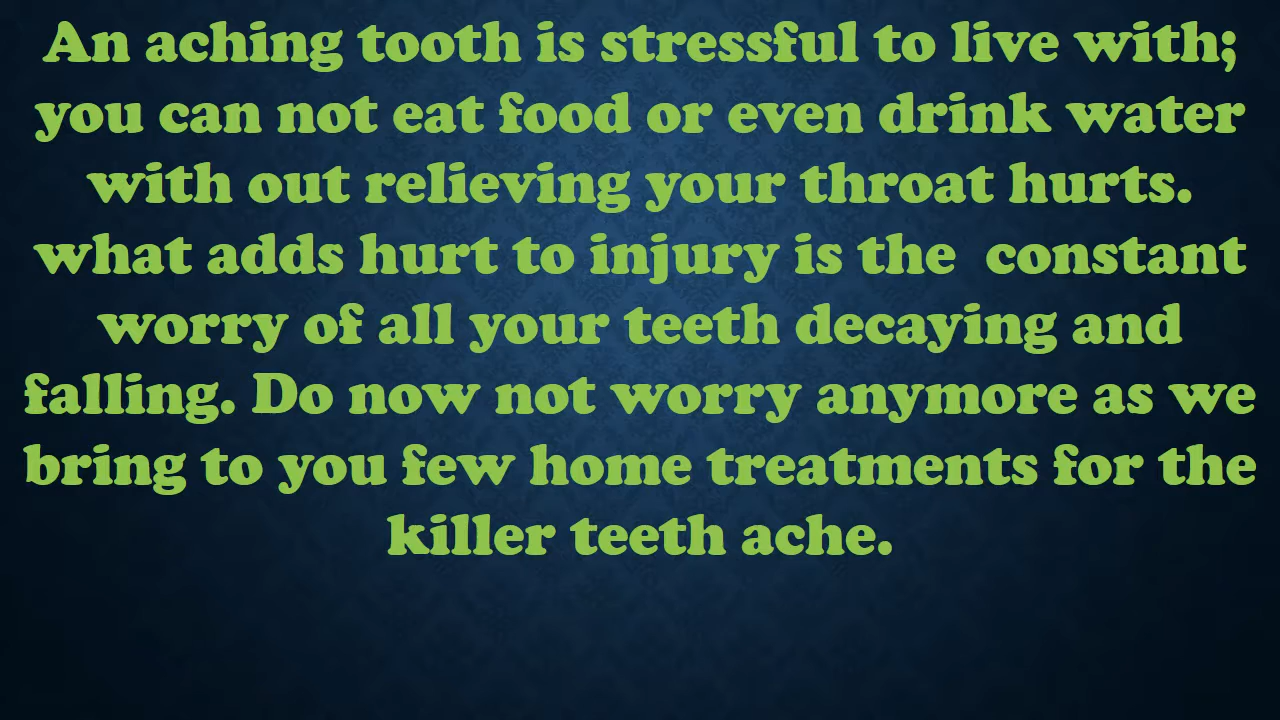 An aching tooth is stressful to live with;
you can not eat food or even drink water
with out relieving your throat hurts.
what adds hurt to injury is the  constant
worry of all your teeth decaying and
falling. Do now not worry anymore as we
bring to you few home treatments for the
killer teeth ache.